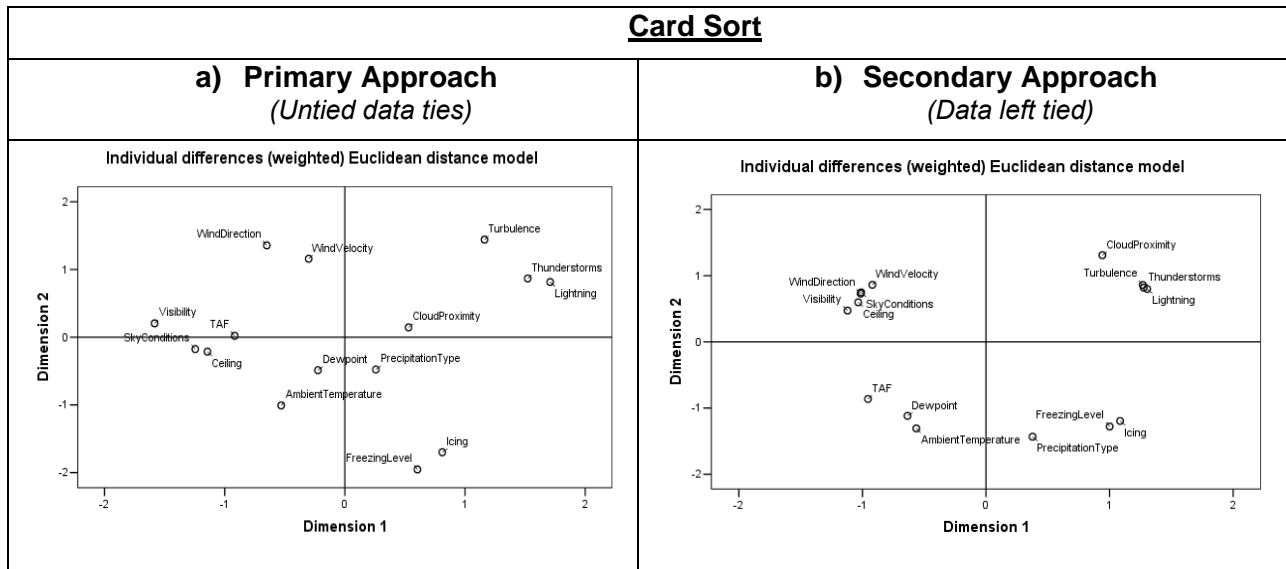 Card Sort
a) Primary Approach
(Untied data ties)
b) Secondary Approach
(Data left tied)
Individual differences (weighted) Euclidean distance model
2
1
0
-1
-2
Dimension 2
WindDirection
WindVelocity
Turbulence
Thunderstorms
Lightning
Visibility
TAF
CloudProximity
SkyConditions
Ceiling
Dewpoint
PrecipitationType
AmbientTemperature
Icing
FreezingLevel
-2
-1
0
1
2
Dimension 1
Individual differences (weighted) Euclidean distance model
2
1
0
-1
-2
Dimension 2
CloudProximity
WindDirection
WindVelocity
Turbulence
Thunderstorms
Visibility
SkyConditions
Lightning
Ceiling
TAF
Dewpoint
FreezingLevel
AmbientTemperature
Icing
PrecipitationType
-2
-1
0
1
2
Dimension 1